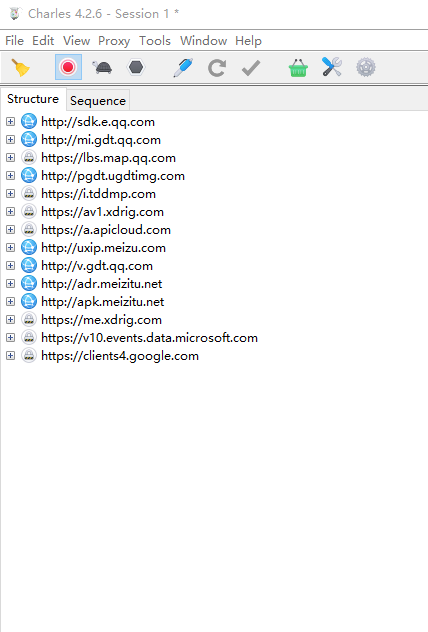 Charles 4.2.6 - Session 1 *
File Edit View Proxy Tools Window Help
Structure Sequence
http://sdk.e.qq.com
http://mi.gdt.qq.com
https://lbs.map.qq.com
http://pgdt.ugdtimg.com
https://i.tddmp.com
https://av1.xdrig.com
https://a.apicloud.com
http://uxip.meizu.com
http://v.gdt.qq.com
http://adr.meizitu.net
http://apk.meizitu.net
https://me.xdrig.com
https://v10.events.data.microsoft.com
https://clients4.google.com